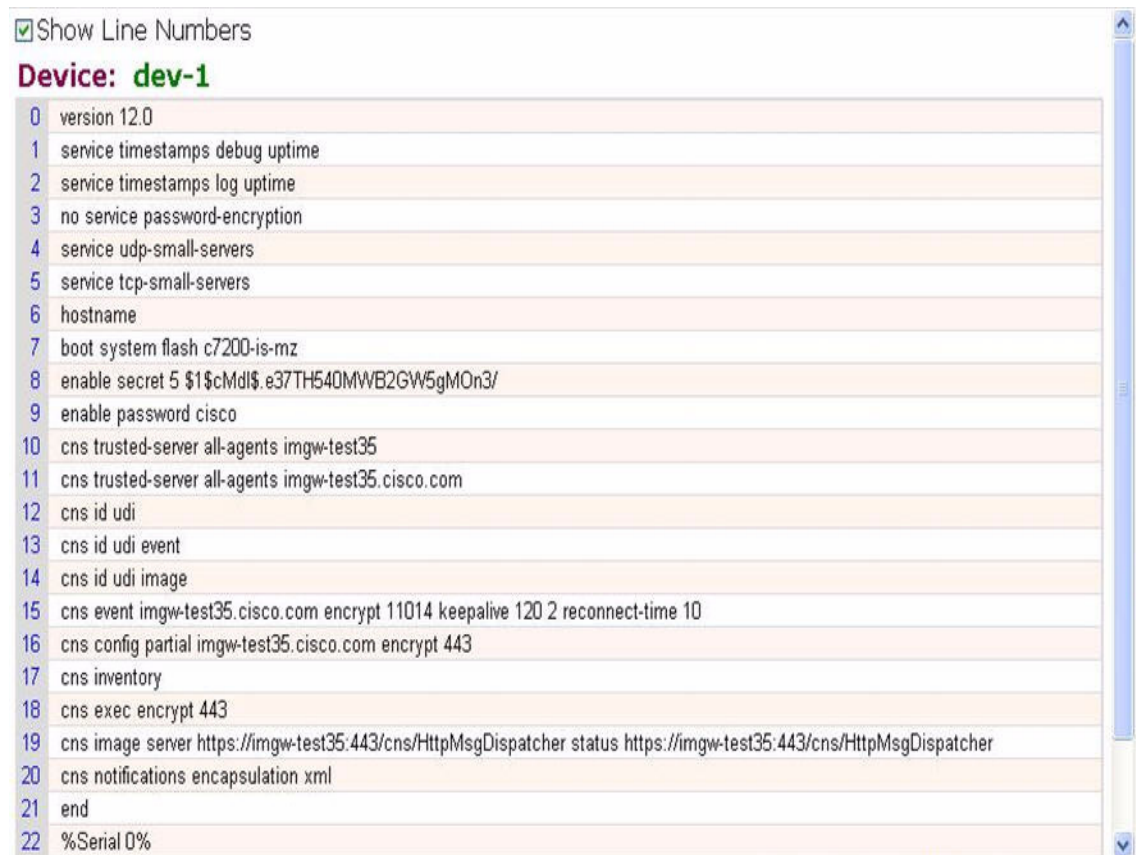 Show Line Numbers
Device: dev-1
0 version 12.0
1 service timestamps debug uptime
2 service timestamps log uptime
3 no service password-encryption
4 service udp-small-servers
5 service tcp-small-servers
6 hostname
7 boot system flash c7200-is-mz
8 enable secret 5 $1$cMdl$.e37TH540MWB2GW5gMOn3/
9 enable password cisco
10 cns trusted-server all-agents imgw-test35
11 cns trusted-server all-agents imgw-test35.cisco.com
12 cns id udi
13 cns id udi event
14 cns id udi image
15 cns event imgw-test35.cisco.com encrypt 11014 keepalive 120 2 reconnect-time 10
16 cns config partial imgw-test35.cisco.com encrypt 443
17 cns inventory
18 cns exec encrypt 443
19 cns image server https://imgw-test35:443/cns/HttpMsgDispatcher status https://imgw-test35:443/cns/HttpMsgDispatcher
20 cns notifications encapsulation xml
21 end
22 %Serial 0%